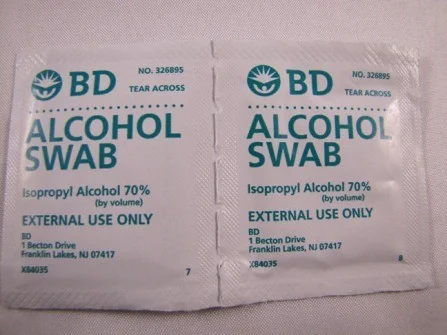 BD
NO. 326895
TEAR ACROSS
ALCOHOL
SWAB
Isopropyl Alcohol 70%
(by volume)
EXTERNAL USE ONLY
BD
1 Becton Drive
Franklin Lakes, NJ 07417
X84035
7
BD
NO. 326895
TEAR ACROSS
ALCOHOL
SWAB
Isopropyl Alcohol 70%
(by volume)
EXTERNAL USE ONLY
BD
1 Becton Drive
Franklin Lakes, NJ 07417
X84035
8